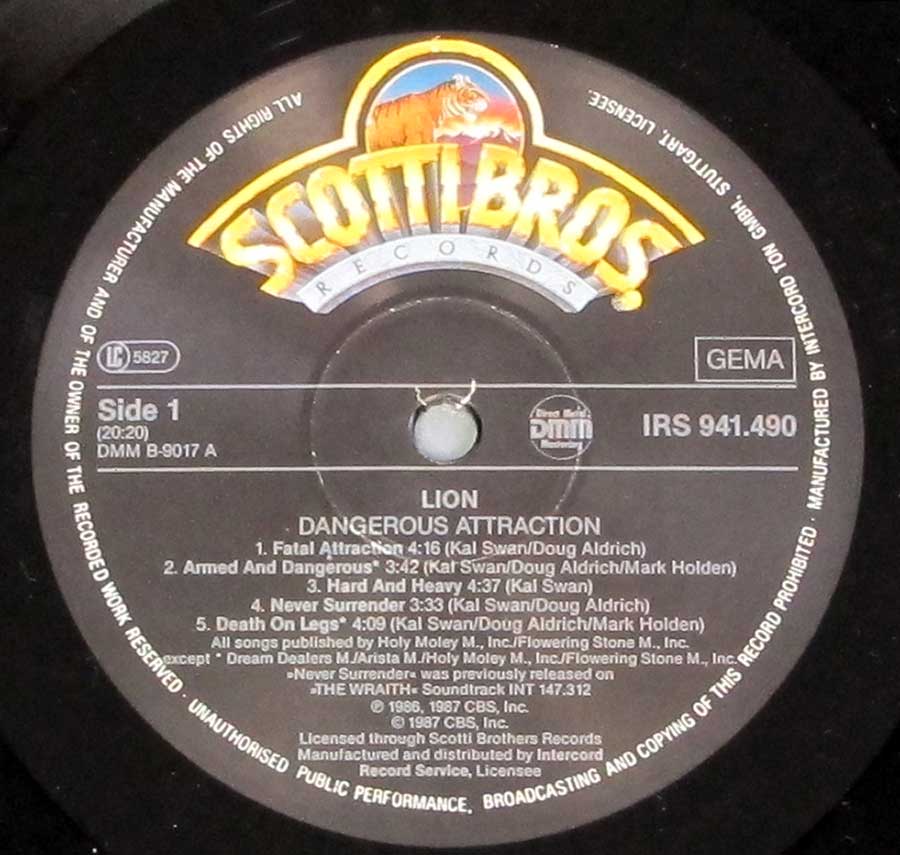 SCOTTI BROS
RECORDS
LC 5827
GEMA
Side 1
(20:20)
DMM B-9017 A
Direct Metal
DMM
Mastering
IRS 941.490
LION
DANGEROUS ATTRACTION
1. Fatal Attraction 4:16 (Kal Swan/Doug Aldrich)
2. Armed And Dangerous* 3:42 (Kal Swan/Doug Aldrich/Mark Holden)
3. Hard And Heavy 4:37 (Kal Swan)
4. Never Surrender 3:33 (Kal Swan/Doug Aldrich)
5. Death On Legs* 4:09 (Kal Swan/Doug Aldrich/Mark Holden)
All songs published by Holy Moley M., Inc./Flowering Stone M., Inc.
except * Dream Dealers M./Arista M./Holy Moley M., Inc./Flowering Stone M., Inc.
»Never Surrender« was previously released on
»THE WRAITH« Soundtrack INT 147.312
℗ 1986, 1987 CBS, Inc.
© 1987 CBS, Inc.
Licensed through Scotti Brothers Records
Manufactured and distributed by Intercord
Record Service, Licensee
ALL RIGHTS OF THE MANUFACTURER AND OF THE OWNER OF THE RECORDED WORK RESERVED · UNAUTHORISED PUBLIC PERFORMANCE, BROADCASTING AND COPYING OF THIS RECORD PROHIBITED · MANUFACTURED BY INTERCORD TON GMBH, STUTTGART, LICENSEE.